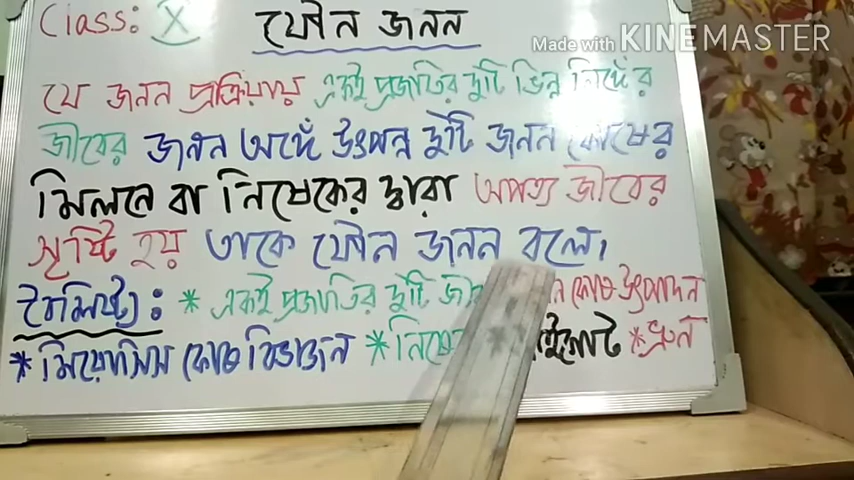 Class: X
যৌন জনন
Made with KINEMASTER
যে জনন প্রক্রিয়ায় একই প্রজাতির দুটি ভিন্ন লিঙ্গের
জীবের জনন অঙ্গে উৎপন্ন দুটি জনন কোষের
মিলনে বা নিষেকের দ্বারা অপত্য জীবের
সৃষ্টি হয় তাকে যৌন জনন বলে।
বৈশিষ্ট্য: * একই প্রজাতির দুটি কোষ উৎপাদন
* মিয়োসিস কোষ বিভাজন * * ভ্রুন